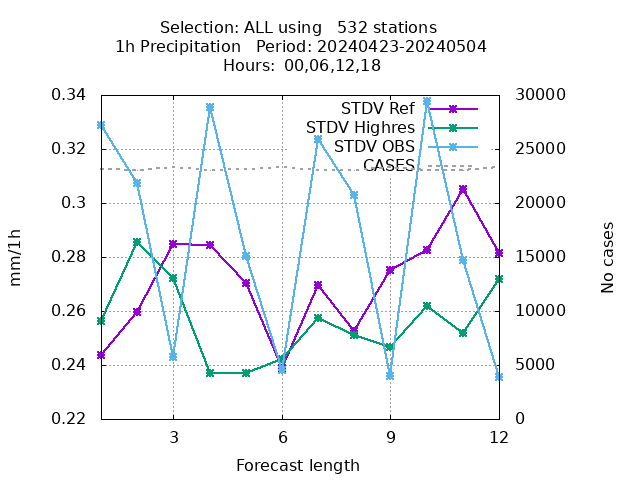 Selection: ALL using   532 stations
1h Precipitation   Period: 20240423-20240504
Hours:  00,06,12,18
STDV Ref
STDV Highres
STDV OBS
CASES
0.34
0.32
0.3
0.28
0.26
0.24
0.22
30000
25000
20000
15000
10000
5000
0
mm/1h
No cases
3
6
9
12
Forecast length